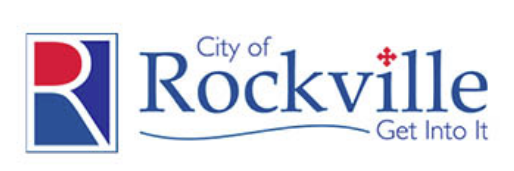 R
City of
Rockville
Get Into It